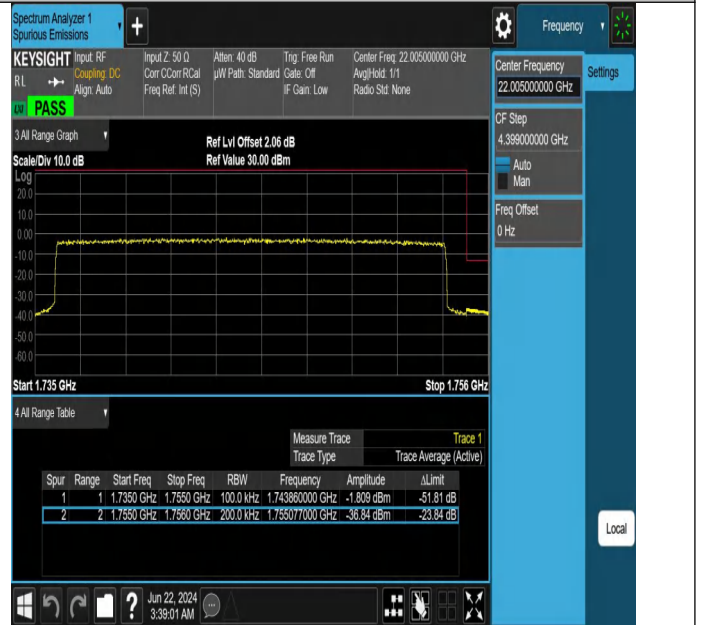 Spectrum Analyzer 1
Spurious Emissions
+
Frequency
KEYSIGHT
RL
LXI
PASS
Input: RF
Coupling: DC
Align: Auto
Input Z: 50 Ω
Corr CCorr RCal
Freq Ref: Int (S)
Atten: 40 dB
µW Path: Standard
Trig: Free Run
Gate: Off
IF Gain: Low
Center Freq: 22.005000000 GHz
Avg|Hold: 1/1
Radio Std: None
Center Frequency
22.005000000 GHz
Settings
CF Step
4.399000000 GHz
Auto
Man
Freq Offset
0 Hz
3 All Range Graph
Ref Lvl Offset 2.06 dB
Scale/Div 10.0 dB
Ref Value 30.00 dBm
Log
20.0
10.0
0.00
-10.0
-20.0
-30.0
-40.0
-50.0
-60.0
Start 1.735 GHz
Stop 1.756 GHz
4 All Range Table
Measure Trace Trace 1
Trace Type Trace Average (Active)
Spur Range Start Freq Stop Freq RBW Frequency Amplitude ΔLimit
1 1 1.7350 GHz 1.7550 GHz 100.0 kHz 1.743860000 GHz -1.809 dBm -51.81 dB
2 2 1.7550 GHz 1.7560 GHz 200.0 kHz 1.755077000 GHz -36.84 dBm -23.84 dB
Local
?
Jun 22, 2024
3:39:01 AM